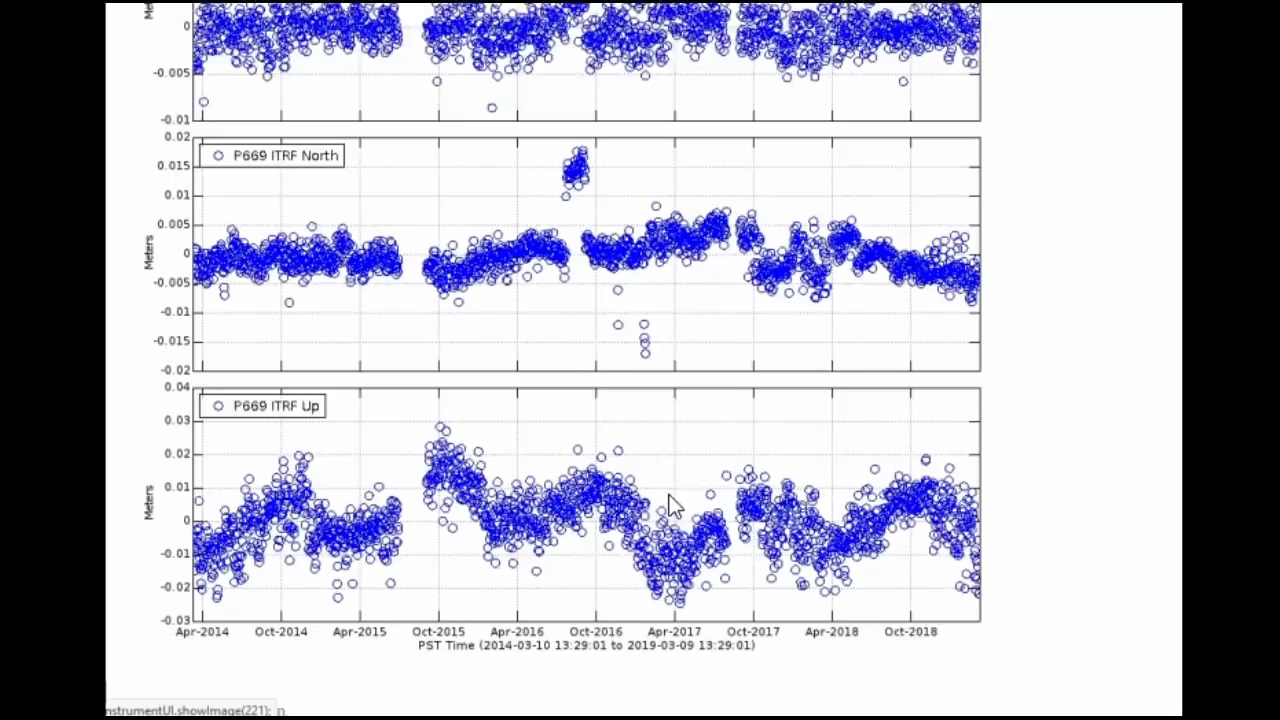 0
-0.005
-0.01
0.02
P669 ITRF North
0.015
0.01
0.005
0
Meters
-0.005
-0.01
-0.015
-0.02
0.04
P669 ITRF Up
0.03
0.02
0.01
Meters
0
-0.01
-0.02
-0.03
Apr-2014 Oct-2014 Apr-2015 Oct-2015 Apr-2016 Oct-2016 Apr-2017 Oct-2017 Apr-2018 Oct-2018
PST Time (2014-03-10 13:29:01 to 2019-03-09 13:29:01)
nstrumentUI.showImage(221);